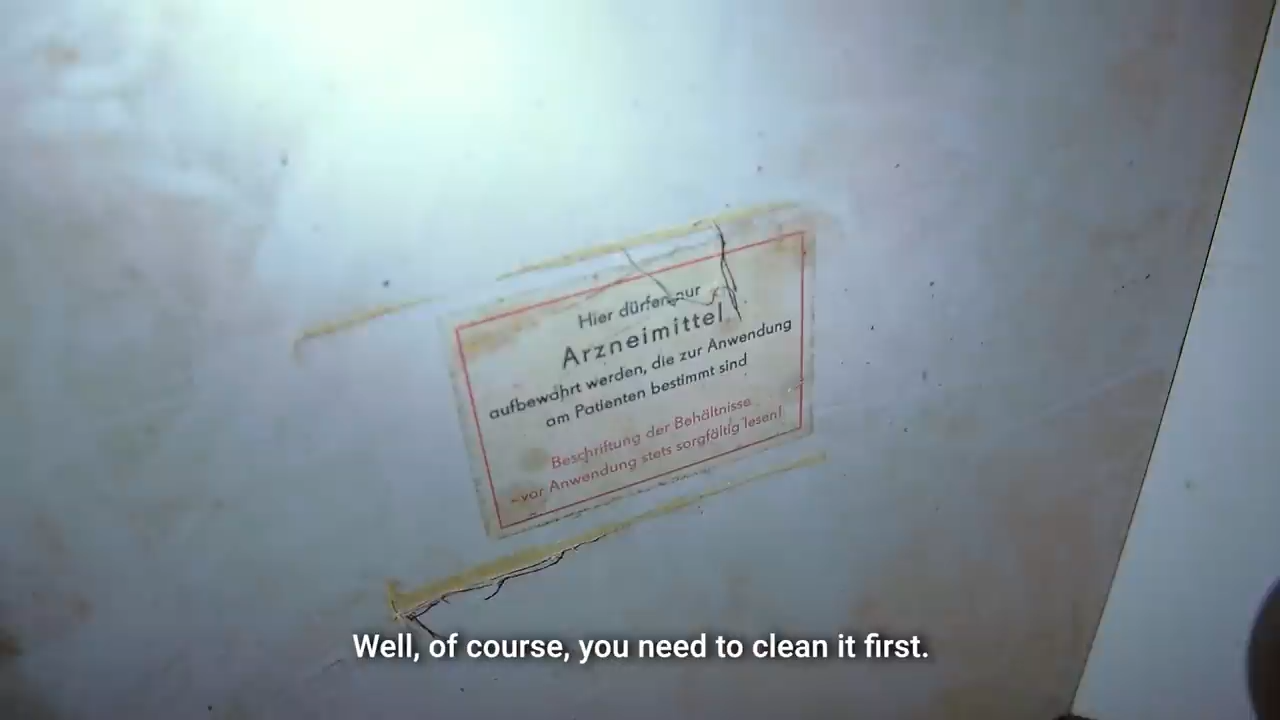 Hier dürfen nur
Arzneimittel
aufbewahrt werden, die zur Anwendung
am Patienten bestimmt sind
Beschriftung der Behältnisse
vor Anwendung stets sorgfältig lesen!
Well, of course, you need to clean it first.